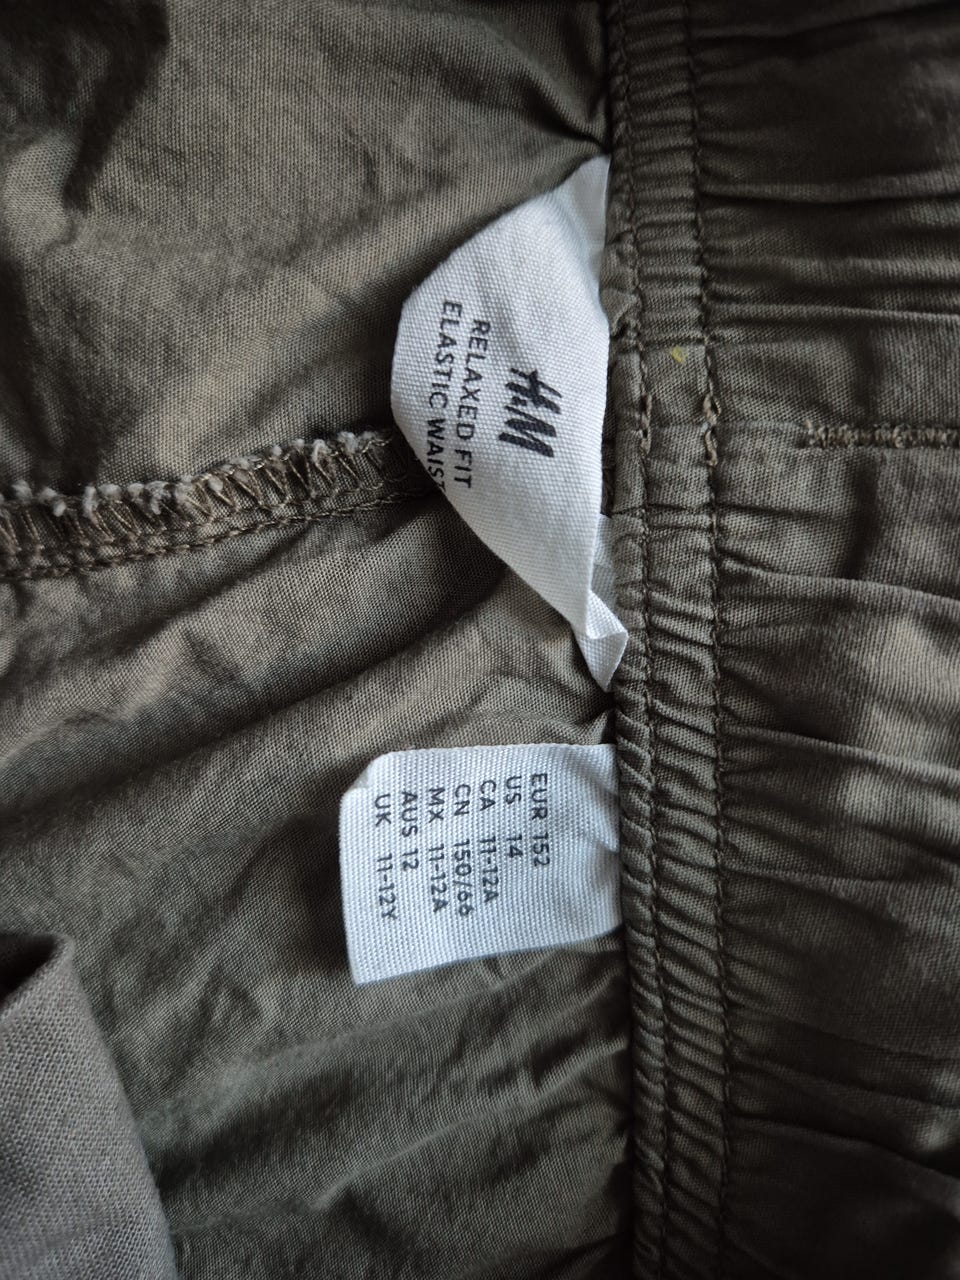 H&M
RELAXED FIT
ELASTIC WAIST
EUR 152
US 14
CA 11-12A
CN 150/66
MX 11-12A
AUS 12
UK 11-12Y